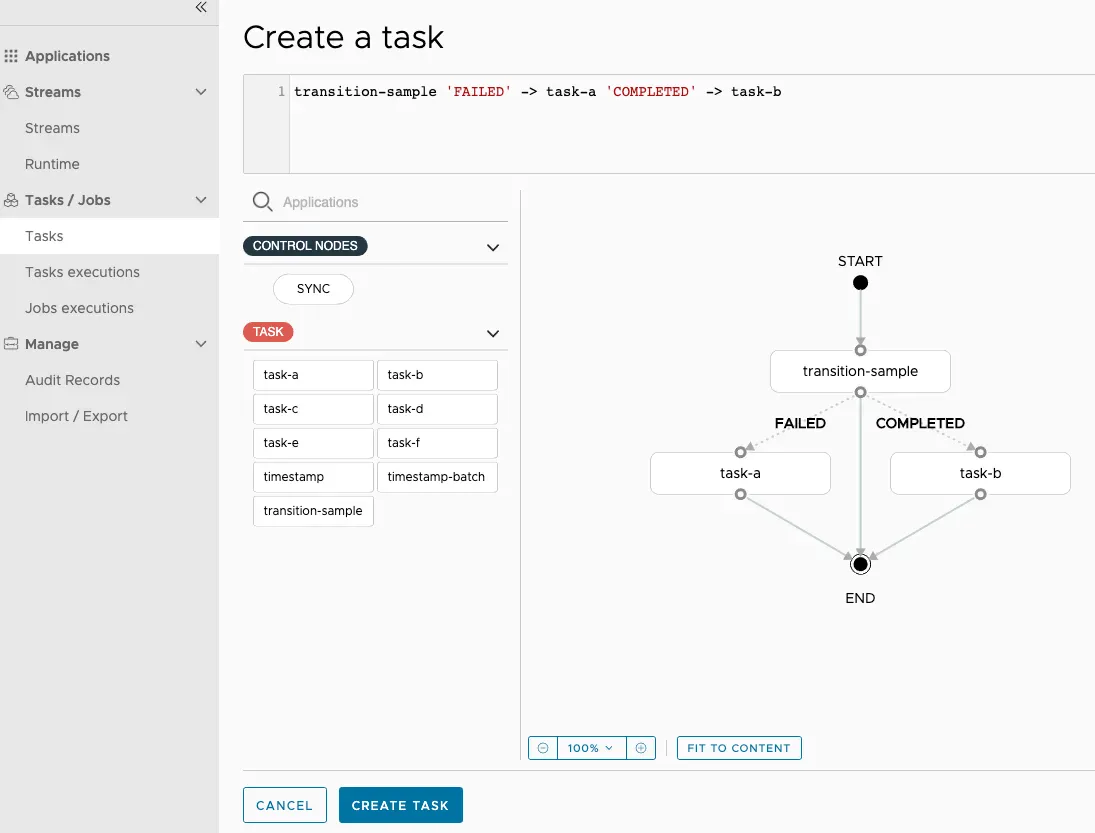 Create a task
Applications
Streams
Streams
Runtime
Tasks / Jobs
Tasks
Tasks executions
Jobs executions
Manage
Audit Records
Import / Export
1 transition-sample 'FAILED' -> task-a 'COMPLETED' -> task-b
Applications
CONTROL NODES
SYNC
TASK
task-a task-b
task-c task-d
task-e task-f
timestamp timestamp-batch
transition-sample
START
transition-sample
FAILED COMPLETED
task-a task-b
END
100% FIT TO CONTENT
CANCEL CREATE TASK